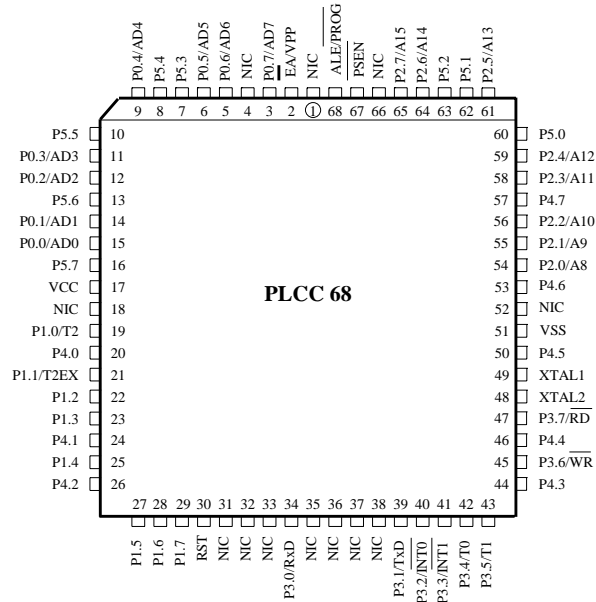 P0.4/AD4 P5.4 P5.3 P0.5/AD5 P0.6/AD6 NIC P0.7/AD7 EA/VPP NIC ALE/PROG PSEN NIC P2.7/A15 P2.6/A14 P5.2 P5.1 P2.5/A13
9 8 7 6 5 4 3 2 1 68 67 66 65 64 63 62 61
P5.5 10 60 P5.0
P0.3/AD3 11 59 P2.4/A12
P0.2/AD2 12 58 P2.3/A11
P5.6 13 57 P4.7
P0.1/AD1 14 56 P2.2/A10
P0.0/AD0 15 55 P2.1/A9
P5.7 16 54 P2.0/A8
VCC 17 PLCC 68 53 P4.6
NIC 18 52 NIC
P1.0/T2 19 51 VSS
P4.0 20 50 P4.5
P1.1/T2EX 21 49 XTAL1
P1.2 22 48 XTAL2
P1.3 23 47 P3.7/RD
P4.1 24 46 P4.4
P1.4 25 45 P3.6/WR
P4.2 26 44 P4.3
27 28 29 30 31 32 33 34 35 36 37 38 39 40 41 42 43
P1.5 P1.6 P1.7 RST NIC NIC NIC P3.0/RxD NIC NIC NIC NIC P3.1/TxD P3.2/INT0 P3.3/INT1 P3.4/T0 P3.5/T1